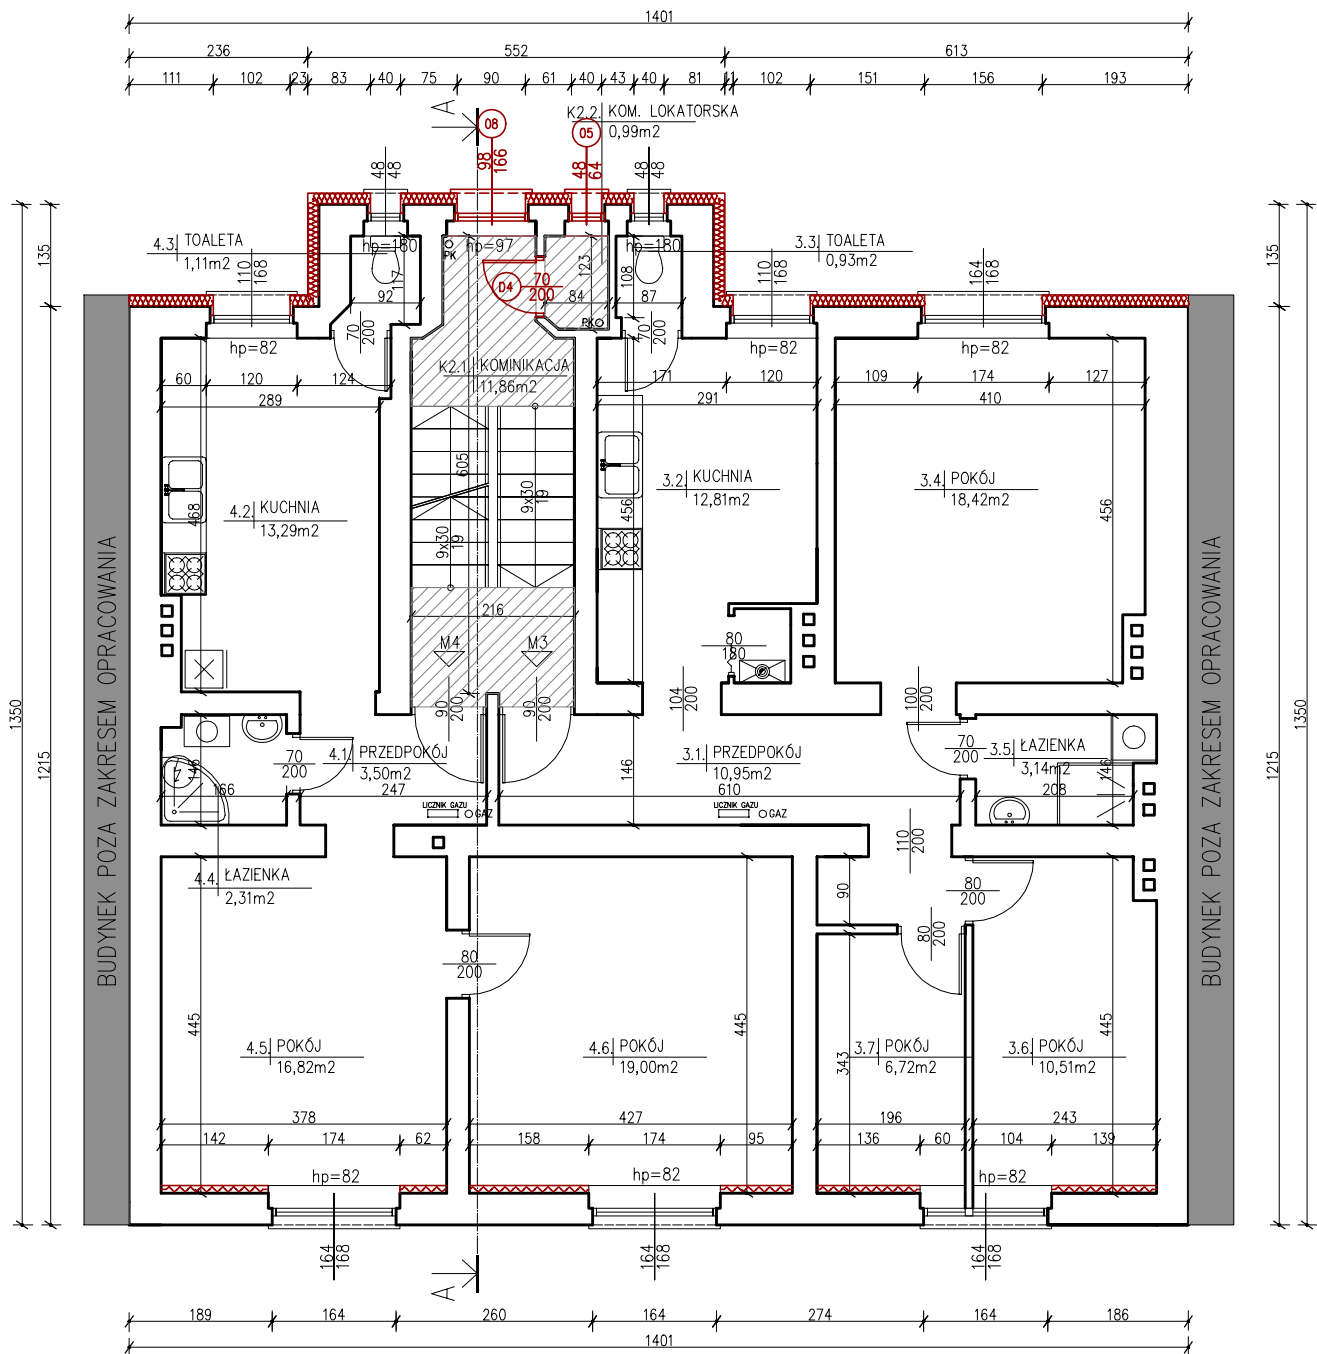 1401
236 552 613
111 102 23 83 40 75 90 61 40 43 40 81 11 102 151 156 193
A
08
05
K2.2. KOM. LOKATORSKA
0,99m2
48
48
98
166
48
64
48
48
4.3. TOALETA
1,11m2
110
168
hp=180
hp=97
PK
hp=180
3.3. TOALETA
0,93m2
110
168
164
168
135
135
117
92
D4
70
200
123
84
PK
108
87
70
200
70
200
hp=82
hp=82
hp=82
K2.1. KOMINIKACJA
11,86m2
60 120 124
289
171 120
291
109 174 127
410
605
9x30
19
9x30
19
468
456
456
4.2. KUCHNIA
13,29m2
3.2. KUCHNIA
12,81m2
3.4. POKÓJ
18,42m2
BUDYNEK POZA ZAKRESEM OPRACOWANIA
BUDYNEK POZA ZAKRESEM OPRACOWANIA
216
M4
M3
90
200
90
200
80
180
104
200
100
200
1350
1215
1215
1350
4.1. PRZEDPOKÓJ
3,50m2
3.1. PRZEDPOKÓJ
10,95m2
3.5. ŁAZIENKA
3,14m2
70
200
70
200
146
146
146
166 247 610 208
LICZNIK GAZU
GAZ
LICZNIK GAZU
GAZ
4.4. ŁAZIENKA
2,31m2
110
200
90
80
200
80
200
80
200
445
445
343
445
4.5. POKÓJ
16,82m2
4.6. POKÓJ
19,00m2
3.7. POKÓJ
6,72m2
3.6. POKÓJ
10,51m2
378 427 196 243
142 174 62 158 174 95 136 60 104 139
hp=82
hp=82
hp=82
164
168
164
168
164
168
A
189 164 260 164 274 164 186
1401